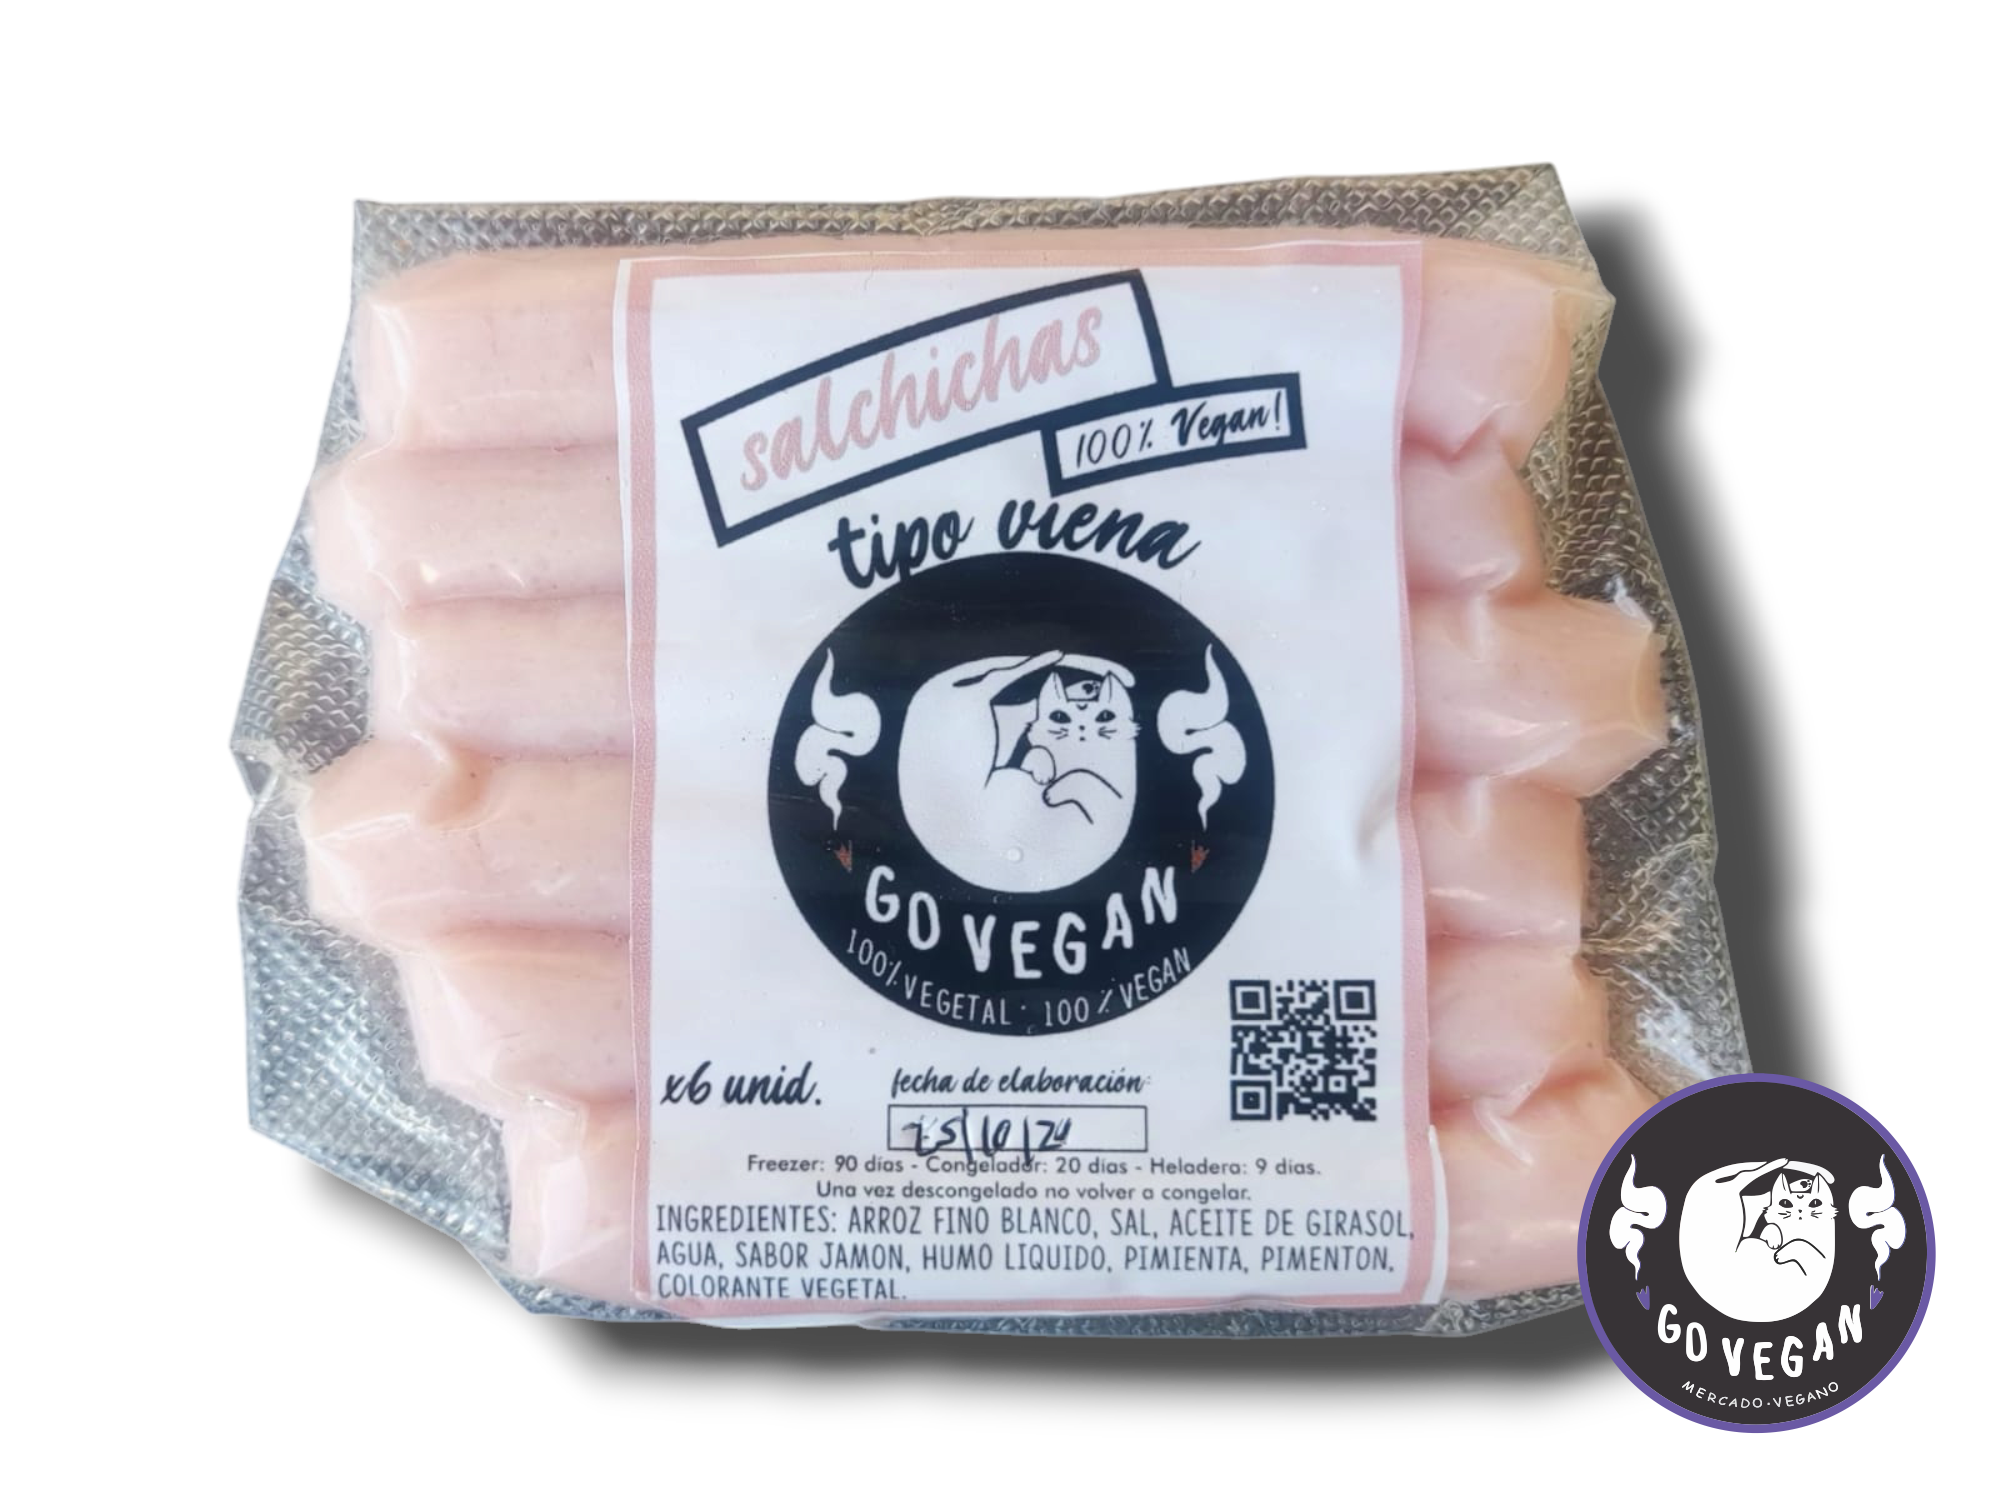 salchichas
100% Vegan!
tipo viena
GO VEGAN
100% VEGETAL · 100% VEGAN
x6 unid.
fecha de elaboración:
25/10/24
Freezer: 90 días - Congelador: 20 días - Heladera: 9 días.
Una vez descongelado no volver a congelar.
INGREDIENTES: ARROZ FINO BLANCO, SAL, ACEITE DE GIRASOL,
AGUA, SABOR JAMON, HUMO LIQUIDO, PIMIENTA, PIMENTON,
COLORANTE VEGETAL.
GO VEGAN
MERCADO·VEGANO